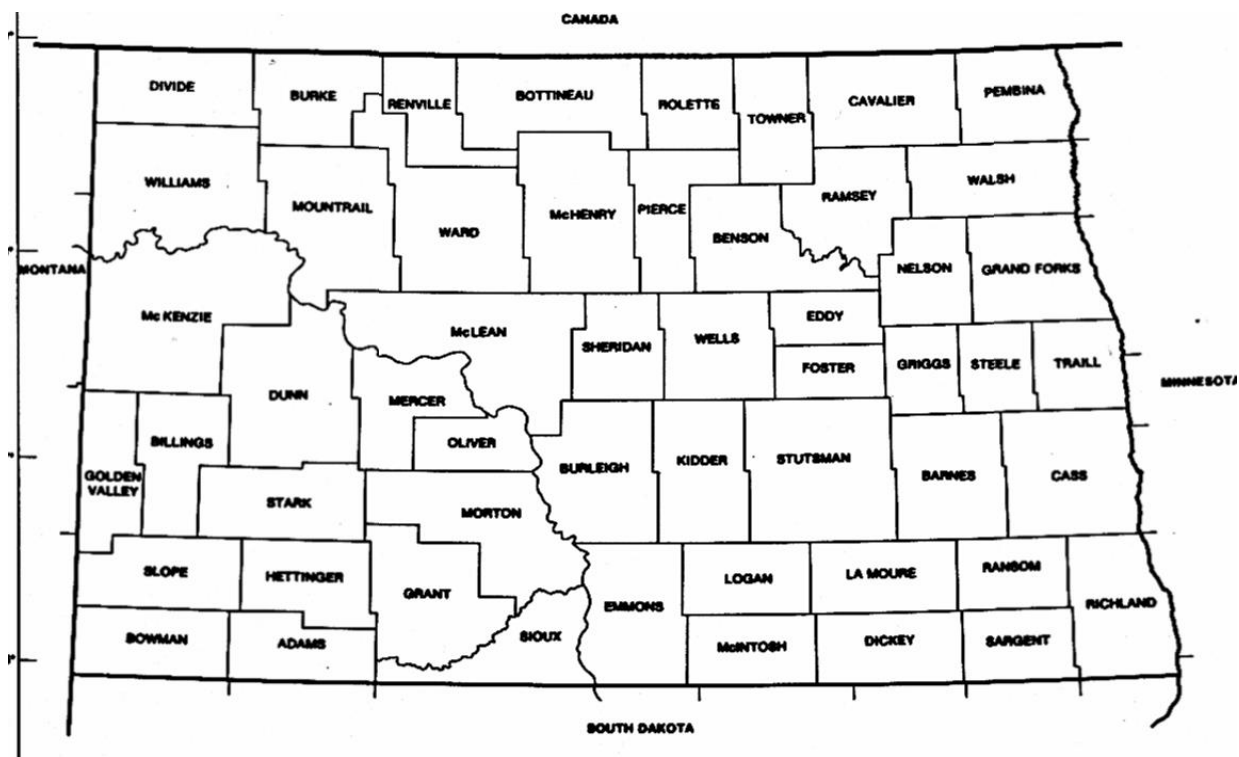 CANADA
DIVIDE
BURKE
RENVILLE
BOTTINEAU
ROLETTE
TOWNER
CAVALIER
PEMBINA
WILLIAMS
MOUNTRAIL
WARD
McHENRY
PIERCE
BENSON
RAMSEY
WALSH
NELSON
GRAND FORKS
MONTANA
McKENZIE
DUNN
McLEAN
MERCER
OLIVER
SHERIDAN
WELLS
EDDY
FOSTER
GRIGGS
STEELE
TRAILL
MINNESOTA
GOLDEN
VALLEY
BILLINGS
STARK
MORTON
BURLEIGH
KIDDER
STUTSMAN
BARNES
CASS
SLOPE
HETTINGER
GRANT
SIOUX
EMMONS
LOGAN
LA MOURE
RANSOM
RICHLAND
BOWMAN
ADAMS
McINTOSH
DICKEY
SARGENT
SOUTH DAKOTA